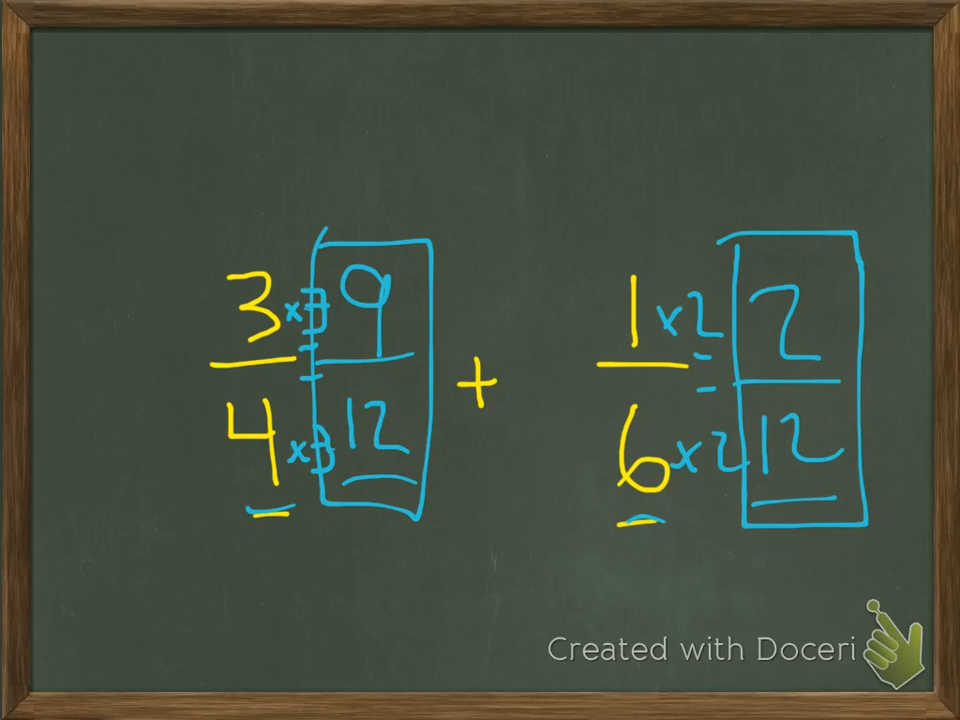 3 ×3 = 9 + 1 ×2 = 2
4 ×3 12 6 ×2 12
Created with Doceri